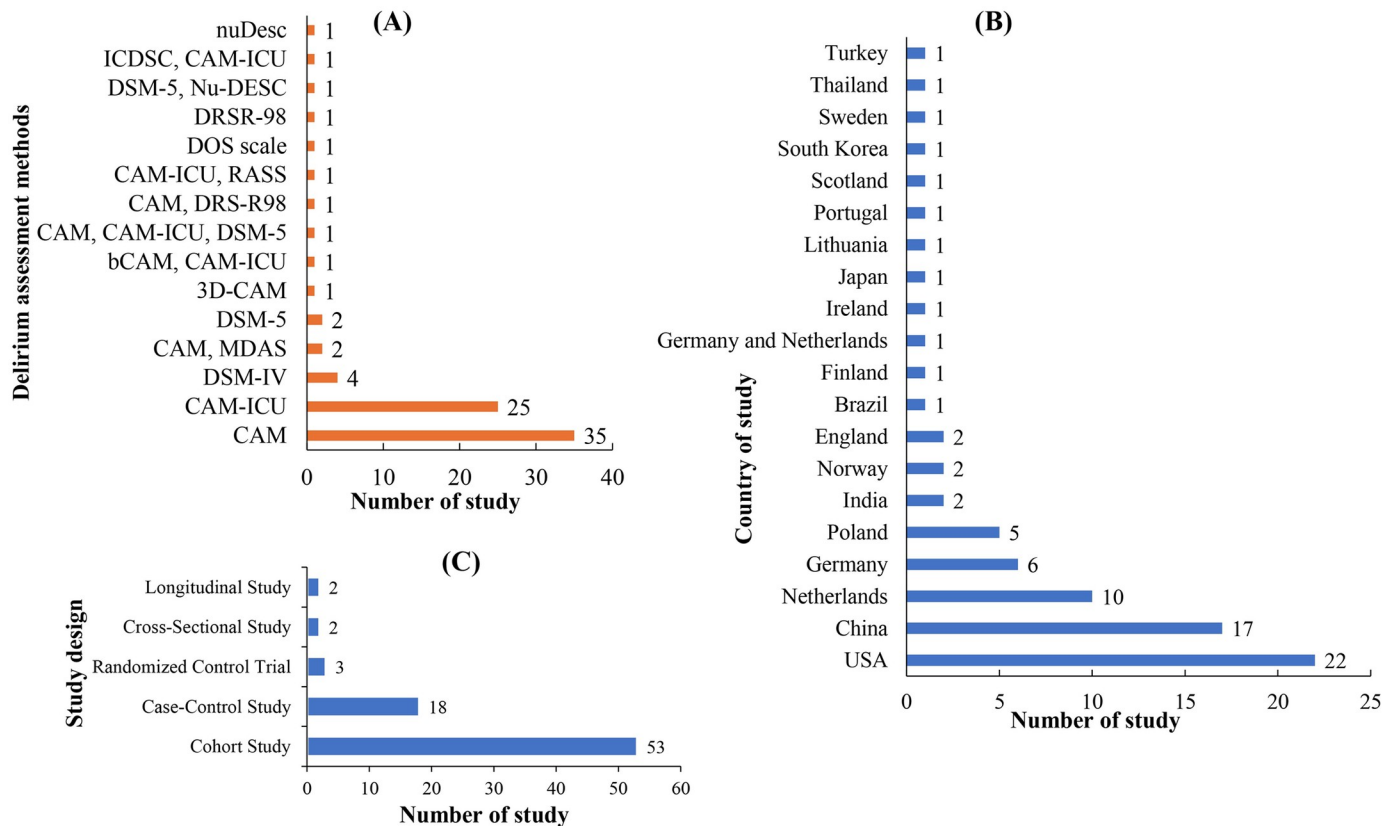 (A)
Delirium assessment methods
nuDesc 1
ICDSC, CAM-ICU 1
DSM-5, Nu-DESC 1
DRSR-98 1
DOS scale 1
CAM-ICU, RASS 1
CAM, DRS-R98 1
CAM, CAM-ICU, DSM-5 1
bCAM, CAM-ICU 1
3D-CAM 1
DSM-5 2
CAM, MDAS 2
DSM-IV 4
CAM-ICU 25
CAM 35
0 10 20 30 40
Number of study
(B)
Country of study
Turkey 1
Thailand 1
Sweden 1
South Korea 1
Scotland 1
Portugal 1
Lithuania 1
Japan 1
Ireland 1
Germany and Netherlands 1
Finland 1
Brazil 1
England 2
Norway 2
India 2
Poland 5
Germany 6
Netherlands 10
China 17
USA 22
0 5 10 15 20 25
Number of study
(C)
Study design
Longitudinal Study 2
Cross-Sectional Study 2
Randomized Control Trial 3
Case-Control Study 18
Cohort Study 53
0 10 20 30 40 50 60
Number of study